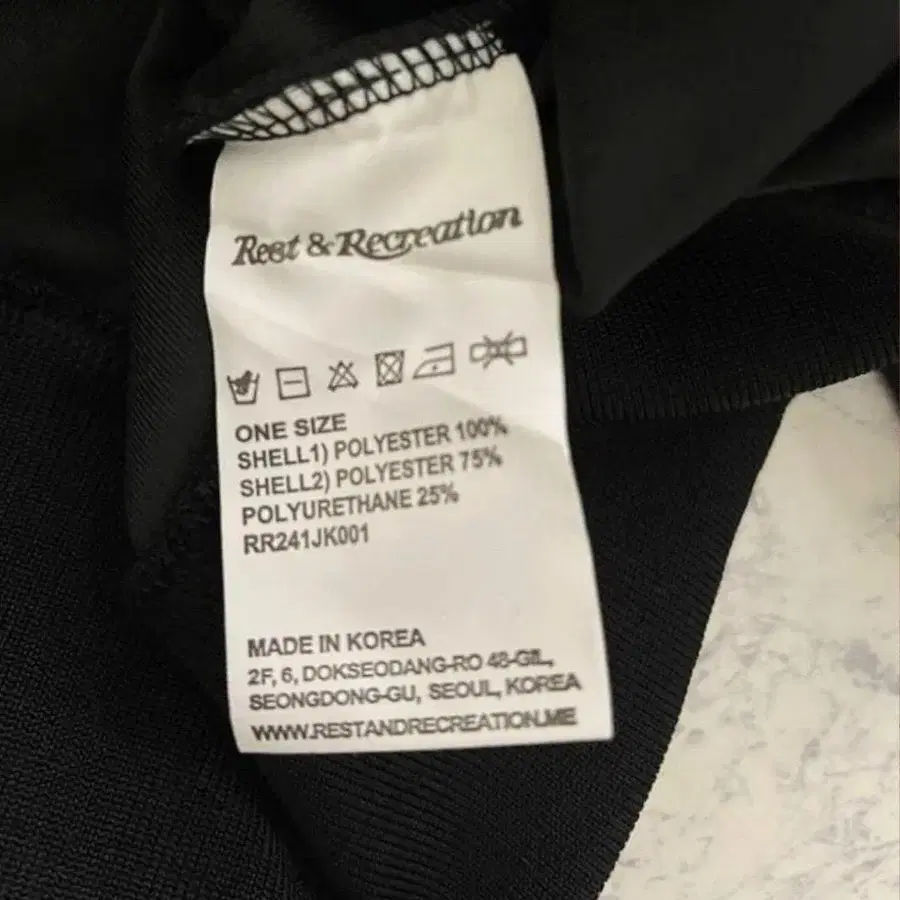 Rest & Recreation
ONE SIZE
SHELL1) POLYESTER 100%
SHELL2) POLYESTER 75%
POLYURETHANE 25%
RR241JK001
MADE IN KOREA
2F, 6, DOKSEODANG-RO 48-GIL,
SEONGDONG-GU, SEOUL, KOREA
WWW.RESTANDRECREATION.ME